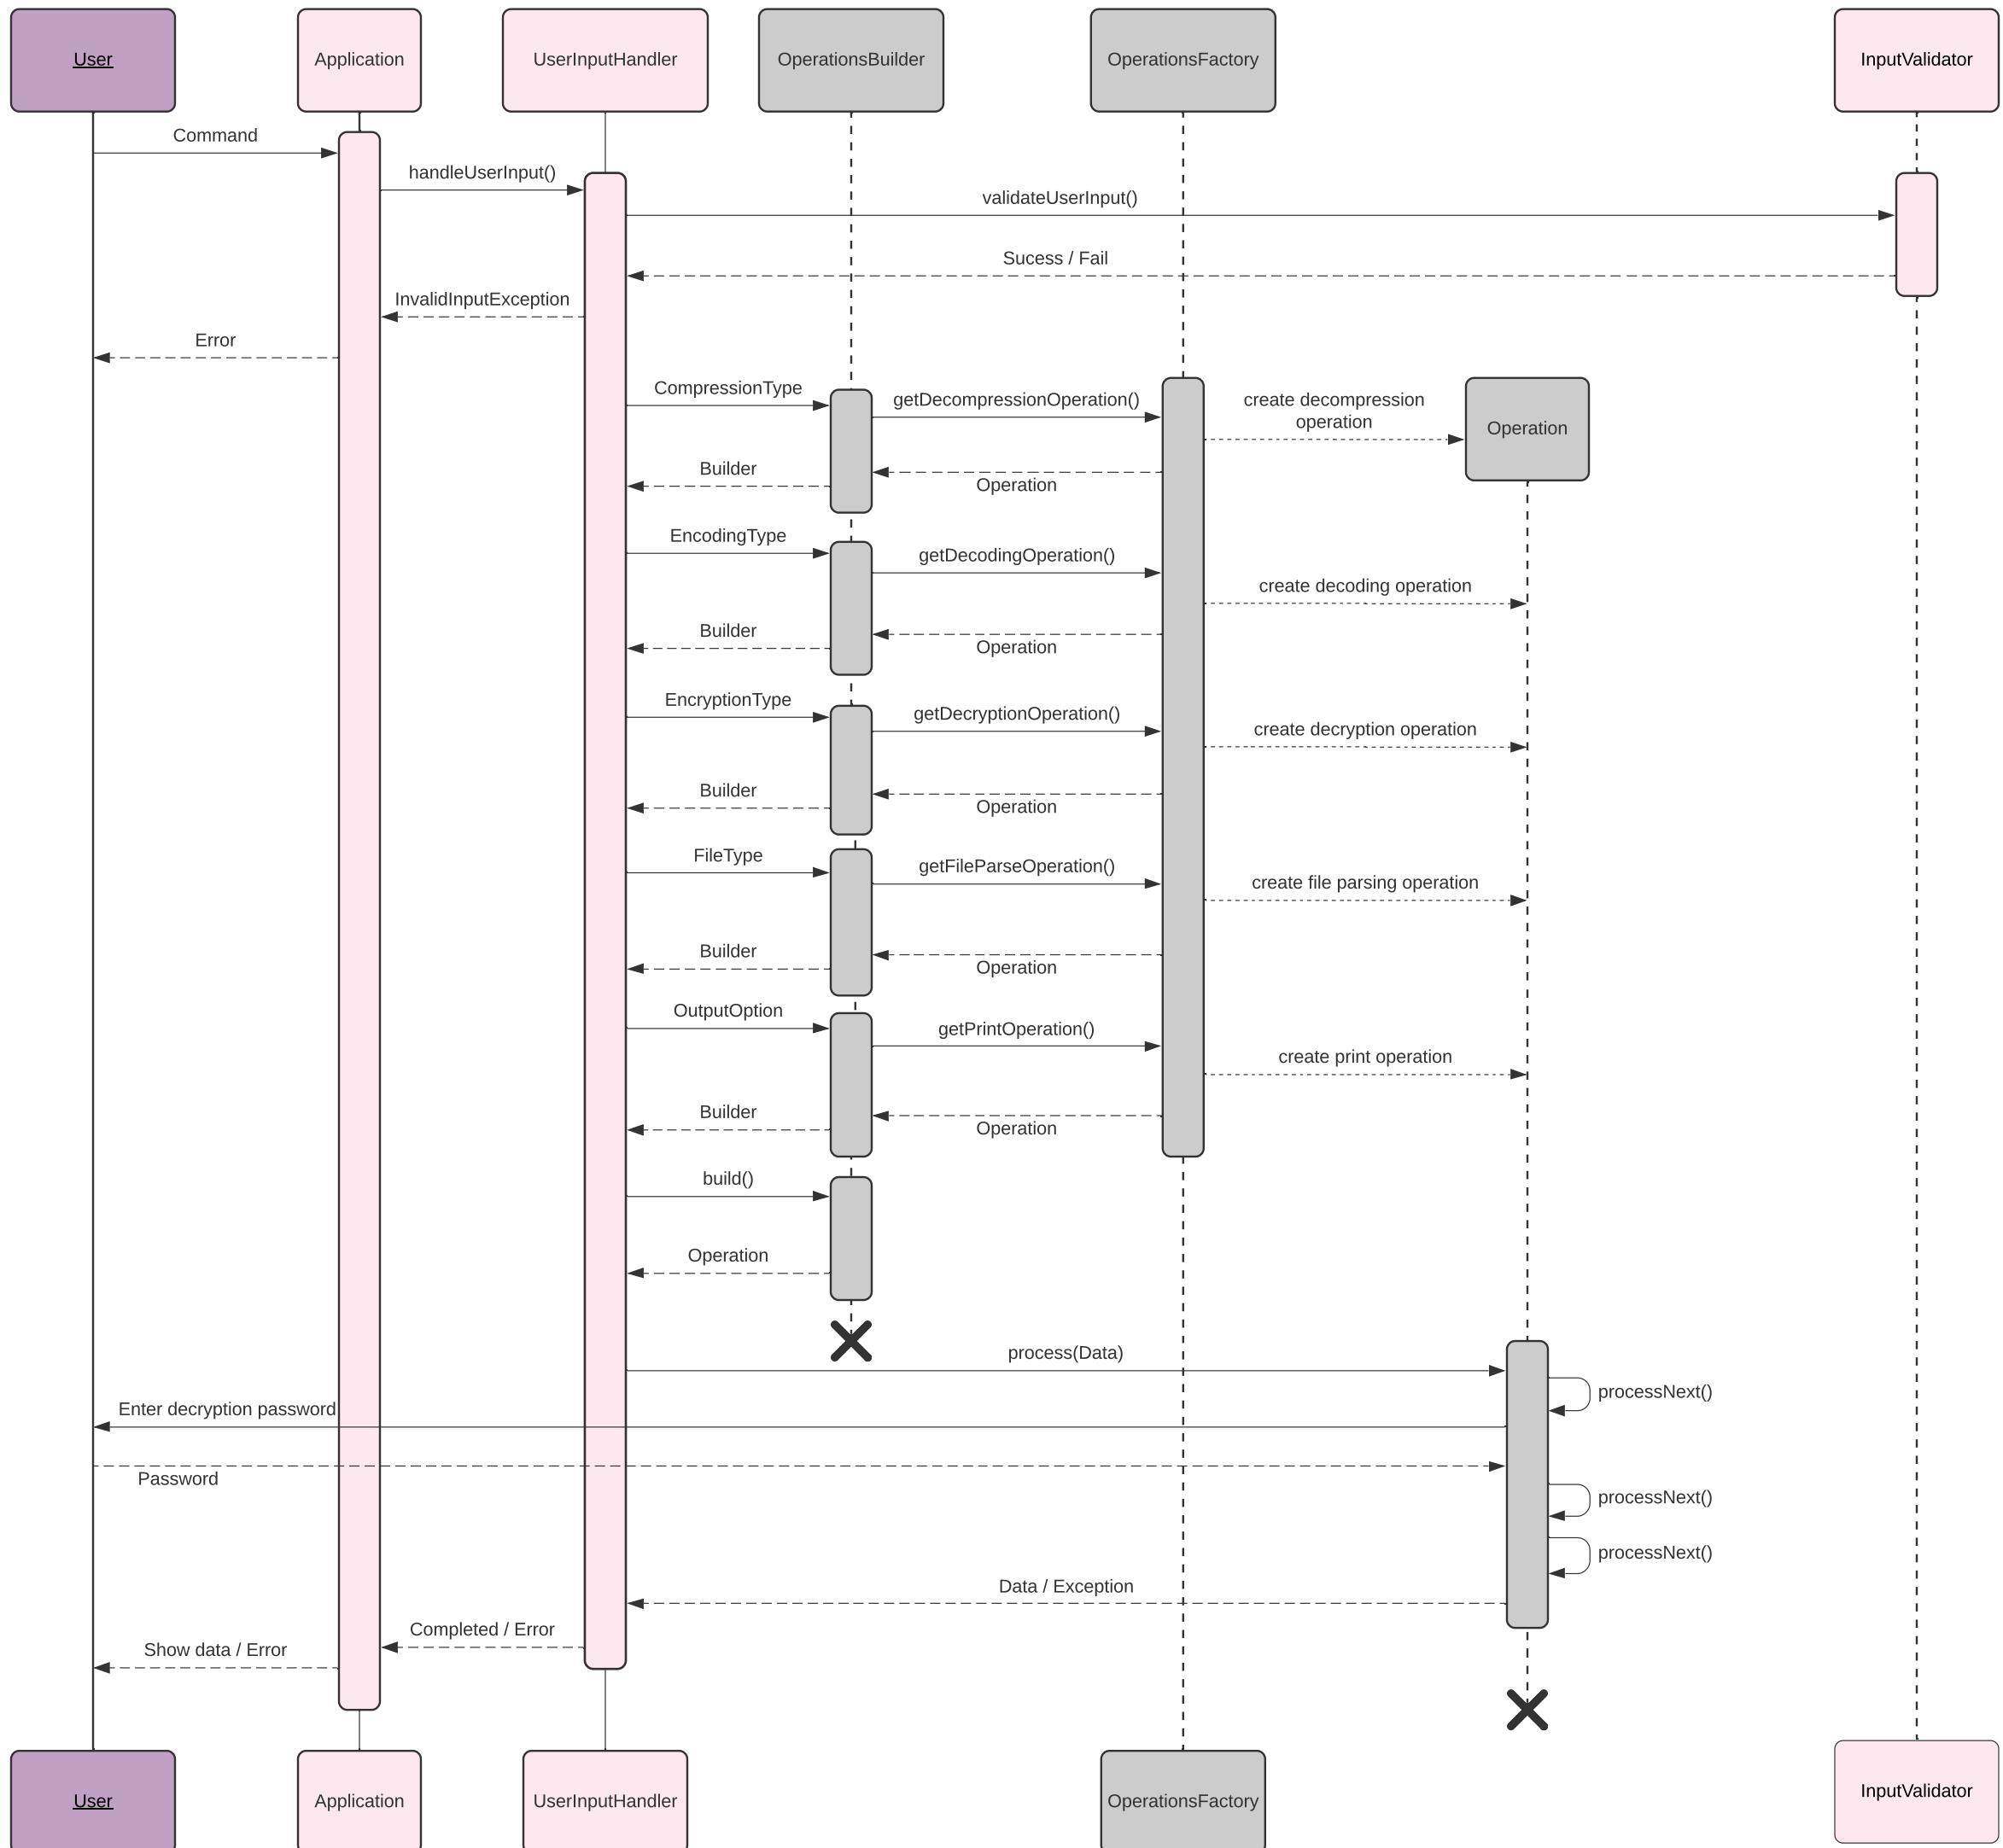 User
Application
UserInputHandler
OperationsBuilder
OperationsFactory
InputValidator
Command
handleUserInput()
validateUserInput()
Sucess / Fail
InvalidInputException
Error
CompressionType
getDecompressionOperation()
create decompression
operation
Operation
Builder
Operation
EncodingType
getDecodingOperation()
create decoding operation
Builder
Operation
EncryptionType
getDecryptionOperation()
create decryption operation
Builder
Operation
FileType
getFileParseOperation()
create file parsing operation
Builder
Operation
OutputOption
getPrintOperation()
create print operation
Builder
Operation
build()
Operation
process(Data)
processNext()
Enter decryption password
Password
processNext()
processNext()
Data / Exception
Completed / Error
Show data / Error
User
Application
UserInputHandler
OperationsFactory
InputValidator